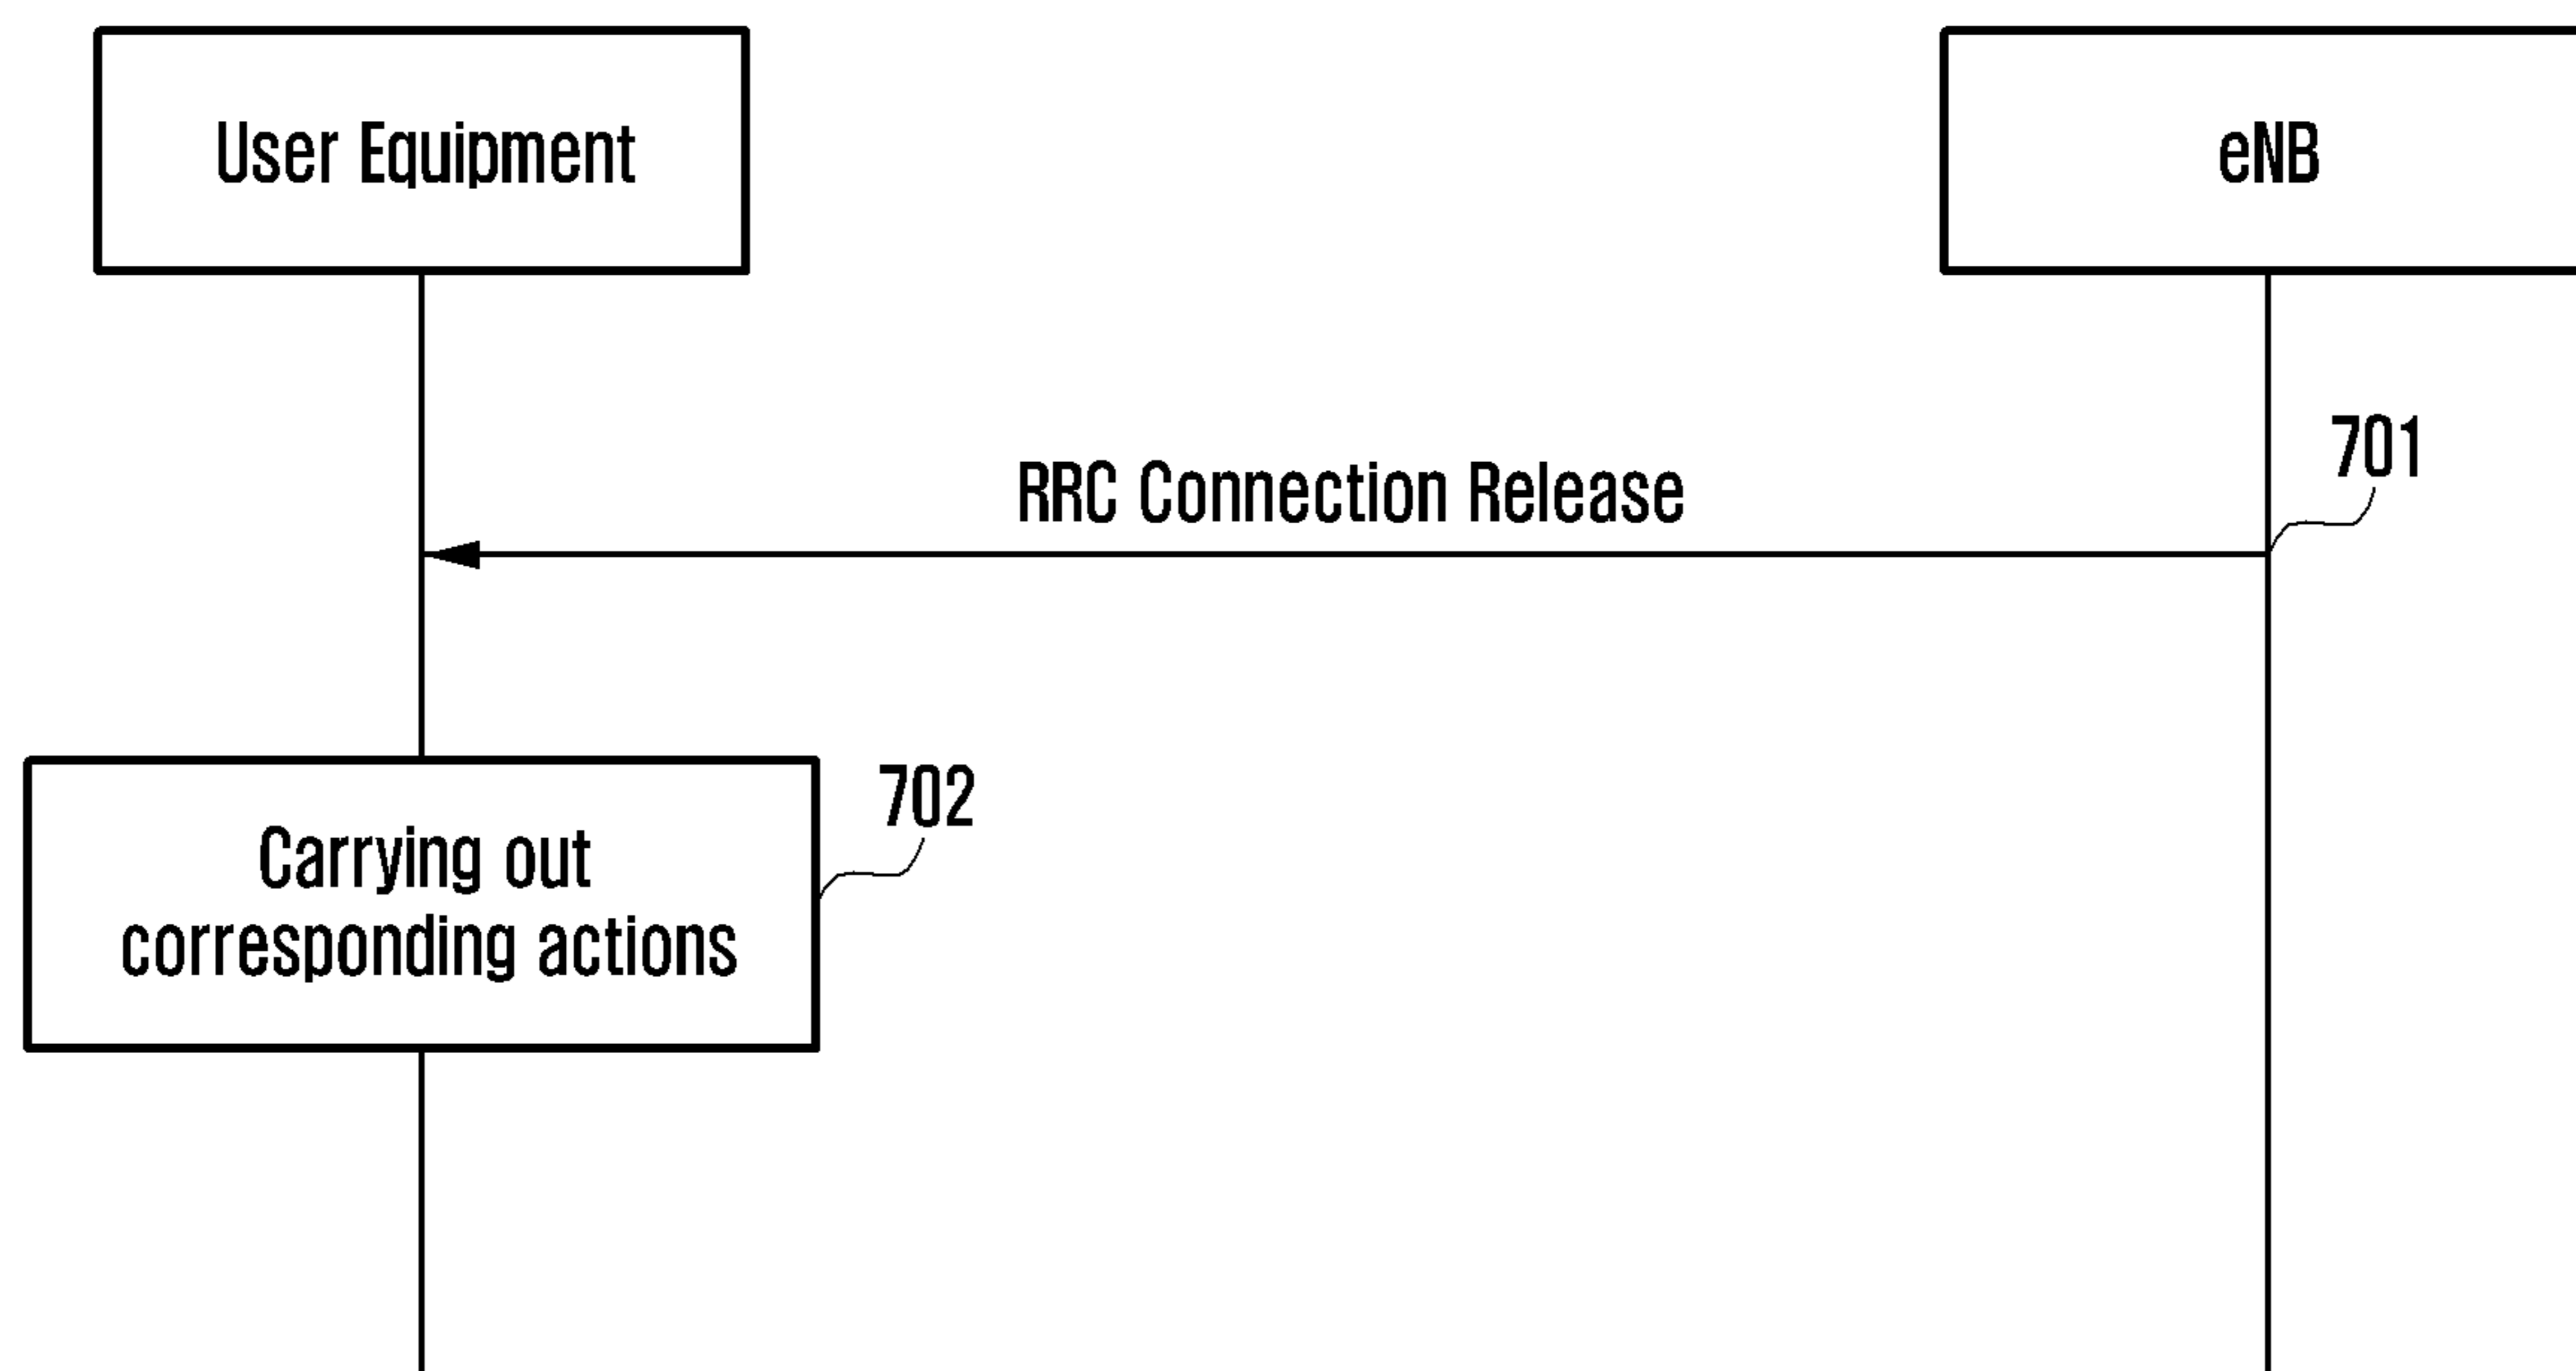 User Equipment
eNB
701
RRC Connection Release
702
Carrying out
corresponding actions